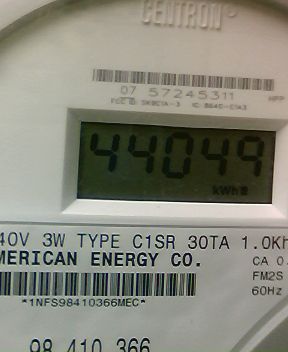 CENTRON®
07 57245311
44049
kWh
40V 3W TYPE C1SR 30TA 1.0Kh
MERICAN ENERGY CO.
CA 0.
FM2S
*1NFS98410366MEC*
60Hz
98 410 366